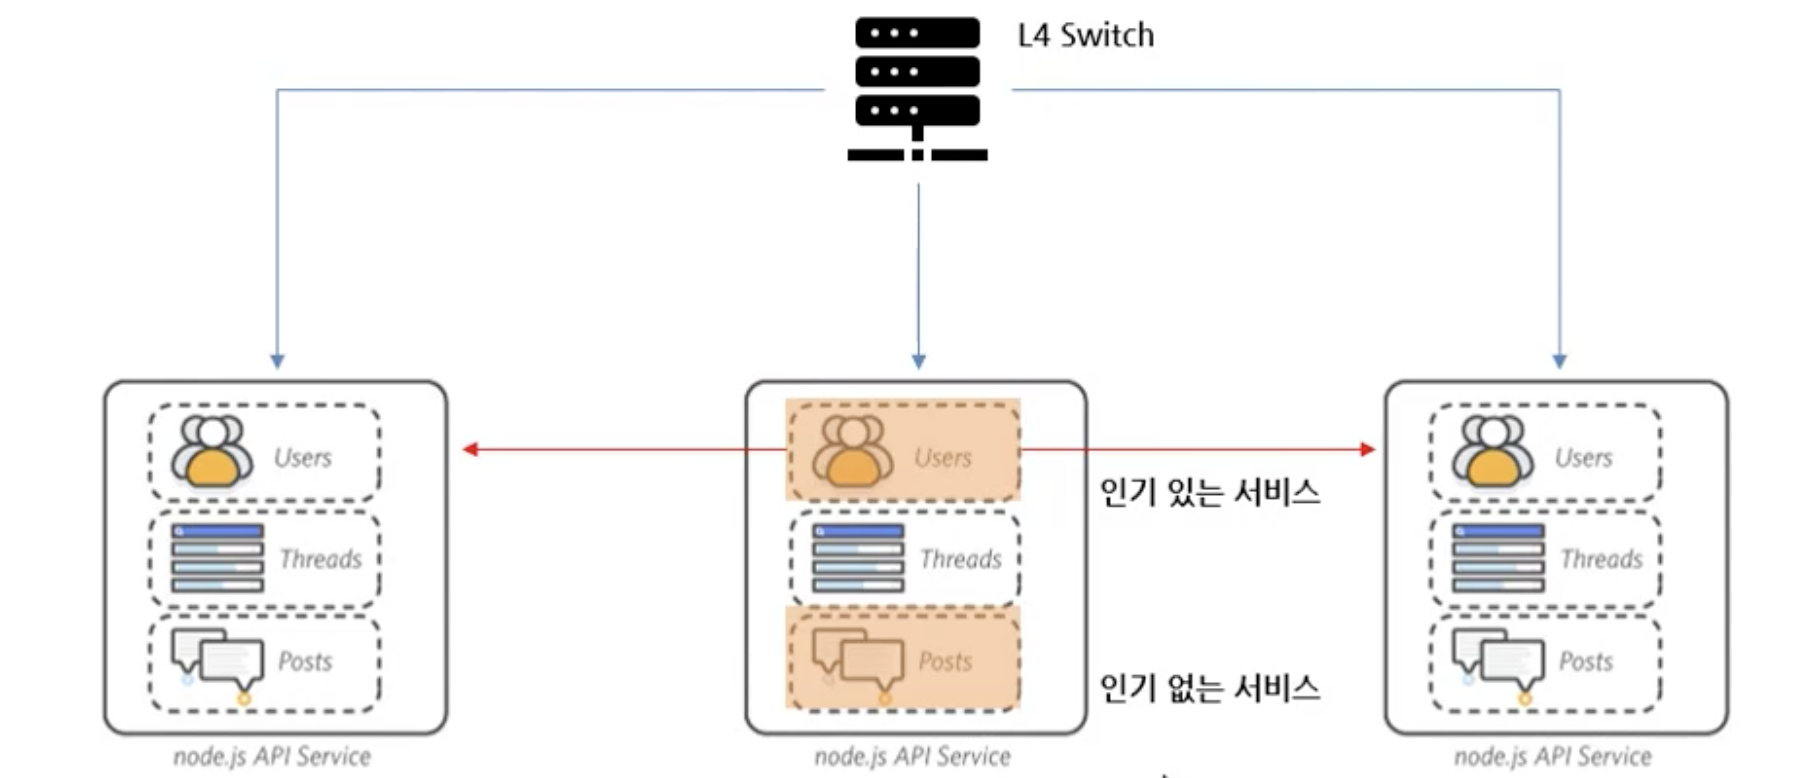 L4 Switch
Users
Threads
Posts
node.js API Service
Users
Threads
Posts
node.js API Service
인기 있는 서비스
인기 없는 서비스
Users
Threads
Posts
node.js API Service